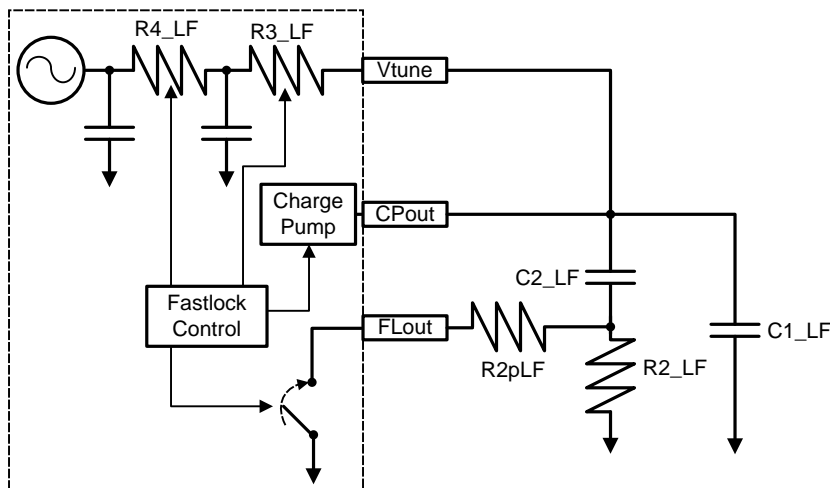 R4_LF
R3_LF
Vtune
Charge
Pump
CPout
C2_LF
Fastlock
Control
FLout
R2pLF
R2_LF
C1_LF